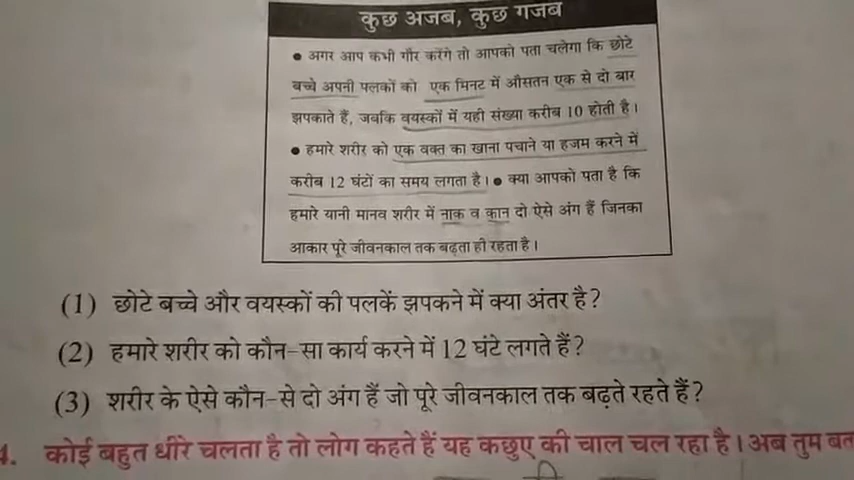 कुछ अजब, कुछ गजब
● अगर आप कभी गौर करेंगे तो आपको पता चलेगा कि छोटे
बच्चे अपनी पलकों को एक मिनट में औसतन एक से दो बार
झपकाते हैं, जबकि वयस्कों में यही संख्या करीब 10 होती है।
● हमारे शरीर को एक वक्त का खाना पचाने या हजम करने में
करीब 12 घंटों का समय लगता है। ● क्या आपको पता है कि
हमारे यानी मानव शरीर में नाक व कान दो ऐसे अंग हैं जिनका
आकार पूरे जीवनकाल तक बढ़ता ही रहता है।
(1) छोटे बच्चे और वयस्कों की पलकें झपकने में क्या अंतर है?
(2) हमारे शरीर को कौन-सा कार्य करने में 12 घंटे लगते हैं?
(3) शरीर के ऐसे कौन-से दो अंग हैं जो पूरे जीवनकाल तक बढ़ते रहते हैं?
4. कोई बहुत धीरे चलता है तो लोग कहते हैं यह कछुए की चाल चल रहा है। अब तुम